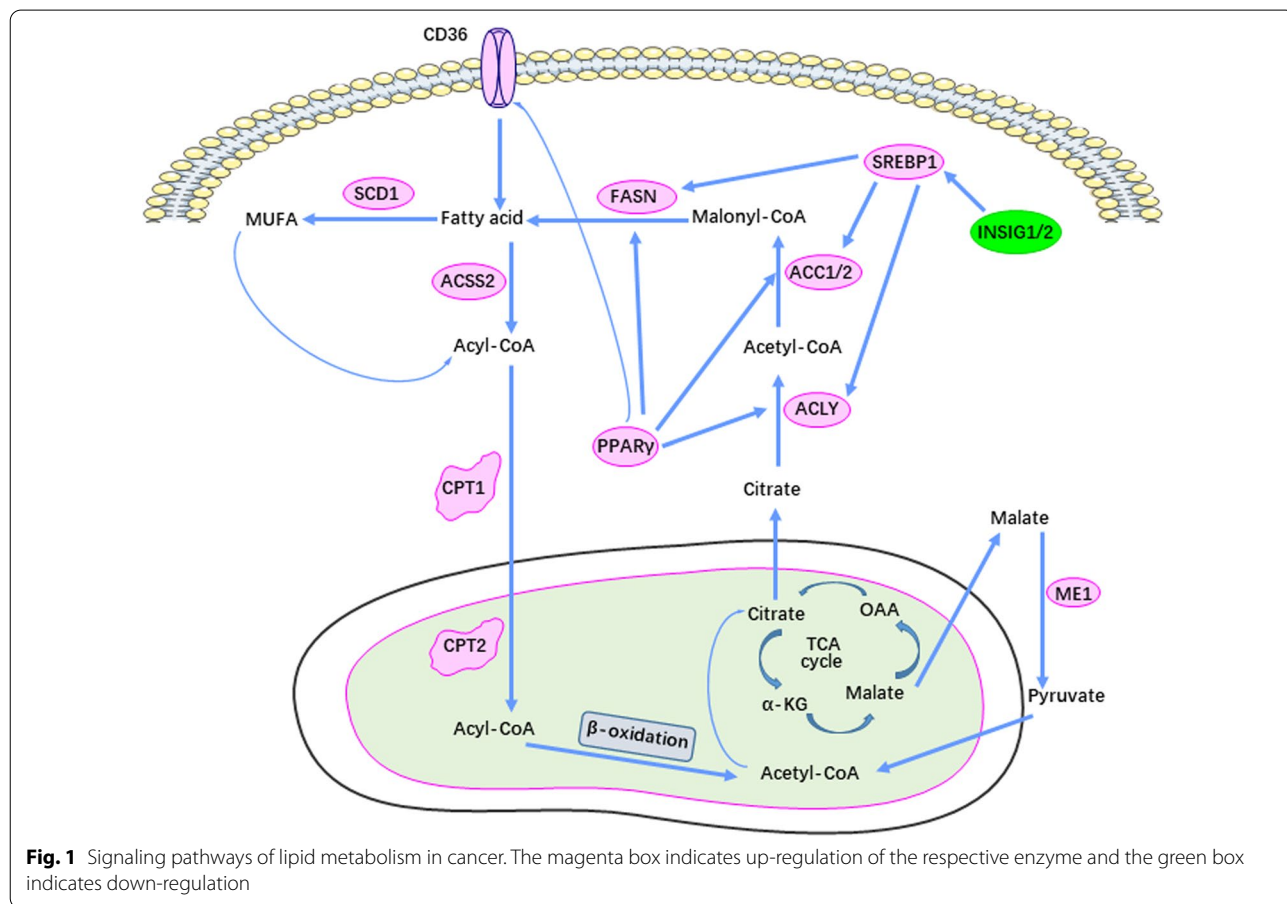 CD36
SREBP1
SCD1
FASN
MUFA
Fatty acid
Malonyl-CoA
INSIG1/2
ACSS2
ACC1/2
Acyl-CoA
Acetyl-CoA
ACLY
PPARγ
CPT1
Citrate
Malate
ME1
Citrate
OAA
TCA
cycle
CPT2
α-KG
Malate
Pyruvate
Acyl-CoA
β-oxidation
Acetyl-CoA
Fig. 1 Signaling pathways of lipid metabolism in cancer. The magenta box indicates up-regulation of the respective enzyme and the green box
indicates down-regulation